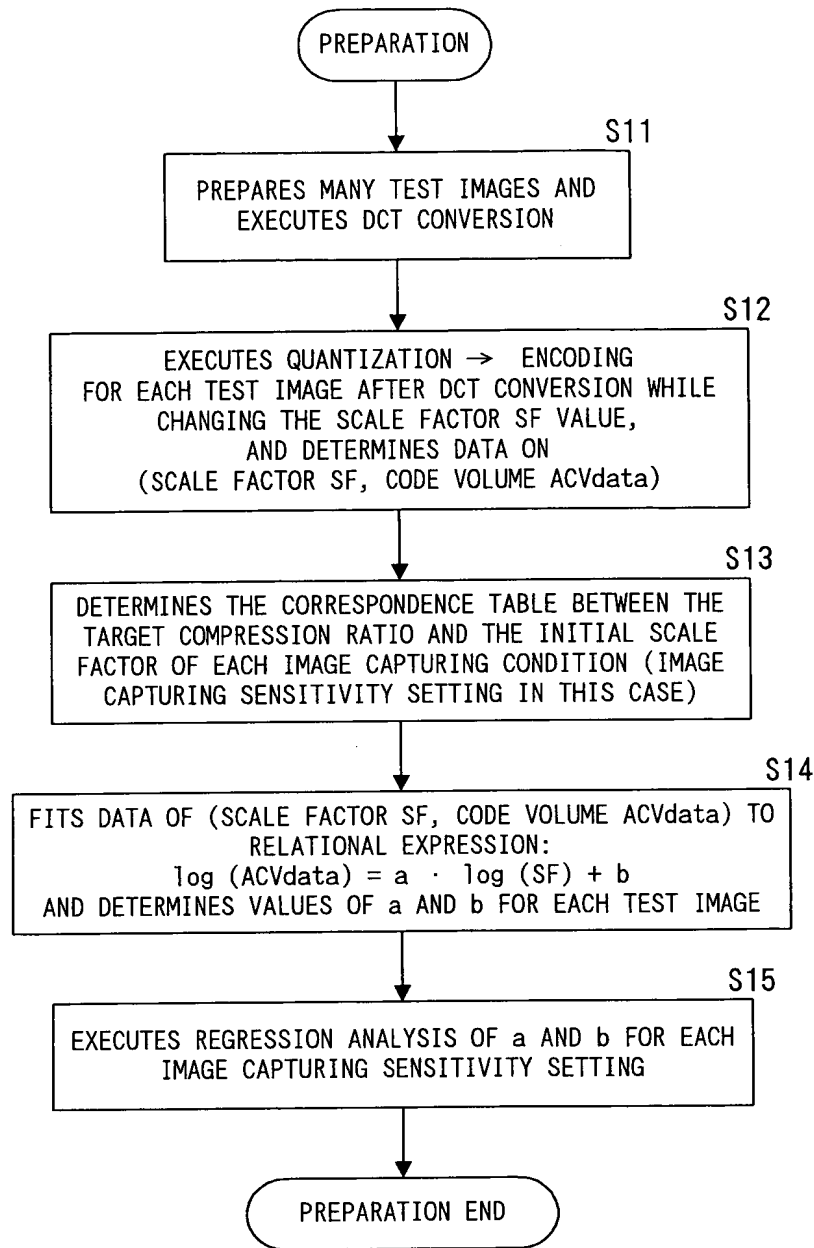 PREPARATION
S11
PREPARES MANY TEST IMAGES AND
EXECUTES DCT CONVERSION
S12
EXECUTES QUANTIZATION → ENCODING
FOR EACH TEST IMAGE AFTER DCT CONVERSION WHILE
CHANGING THE SCALE FACTOR SF VALUE,
AND DETERMINES DATA ON
(SCALE FACTOR SF, CODE VOLUME ACVdata)
S13
DETERMINES THE CORRESPONDENCE TABLE BETWEEN THE
TARGET COMPRESSION RATIO AND THE INITIAL SCALE
FACTOR OF EACH IMAGE CAPTURING CONDITION (IMAGE
CAPTURING SENSITIVITY SETTING IN THIS CASE)
S14
FITS DATA OF (SCALE FACTOR SF, CODE VOLUME ACVdata) TO
RELATIONAL EXPRESSION:
log (ACVdata) = a · log (SF) + b
AND DETERMINES VALUES OF a AND b FOR EACH TEST IMAGE
S15
EXECUTES REGRESSION ANALYSIS OF a AND b FOR EACH
IMAGE CAPTURING SENSITIVITY SETTING
PREPARATION END